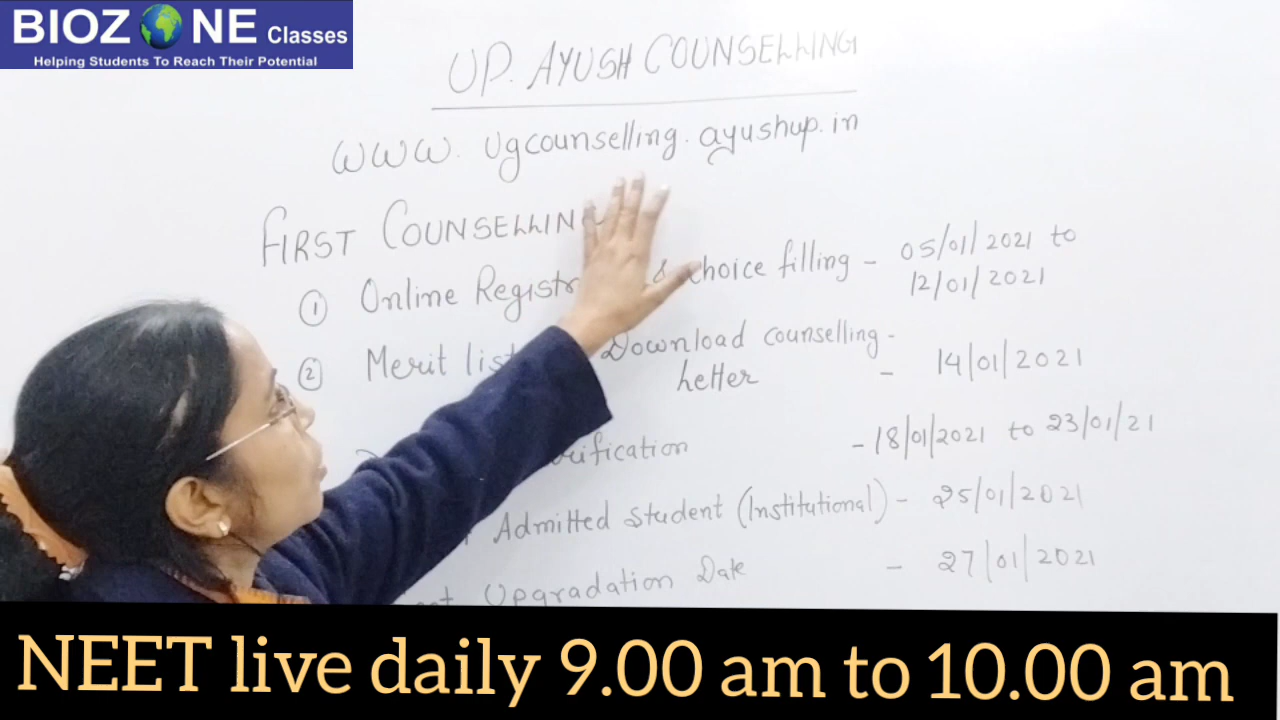 BIOZ NE Classes
Helping Students To Reach Their Potential
UP. AYUSH COUNSELLING
www. ugcounselling. ayushup. in
FIRST COUNSELLING
① Online Registr & choice filling - 05/01/2021 to
12/01/2021
② Merit list Download counselling -
Letter - 14/01/2021
rification - 18/01/2021 to 23/01/21
Admitted student (Institutional) - 25/01/2021
Upgradation Date - 27/01/2021
NEET live daily 9.00 am to 10.00 am